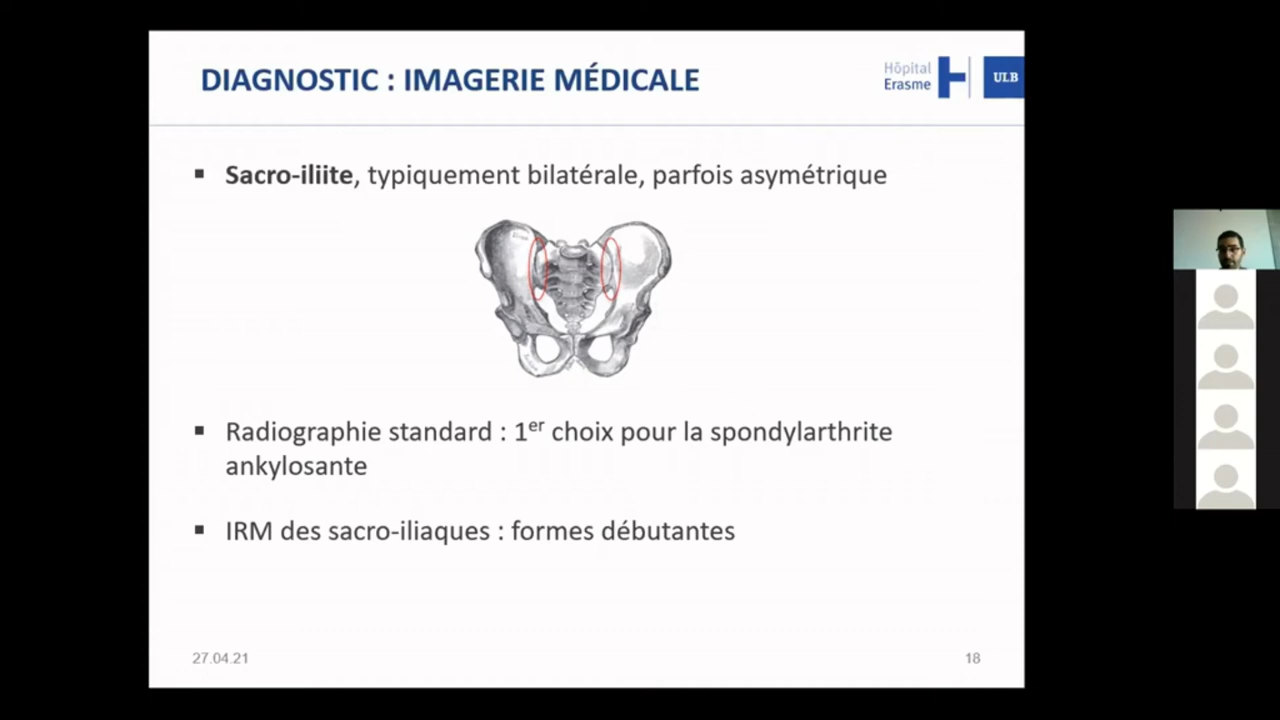 DIAGNOSTIC : IMAGERIE MÉDICALE
Hôpital
Erasme
ULB
▪ Sacro-iliite, typiquement bilatérale, parfois asymétrique
▪ Radiographie standard : 1er choix pour la spondylarthrite
ankylosante
▪ IRM des sacro-iliaques : formes débutantes
27.04.21
18